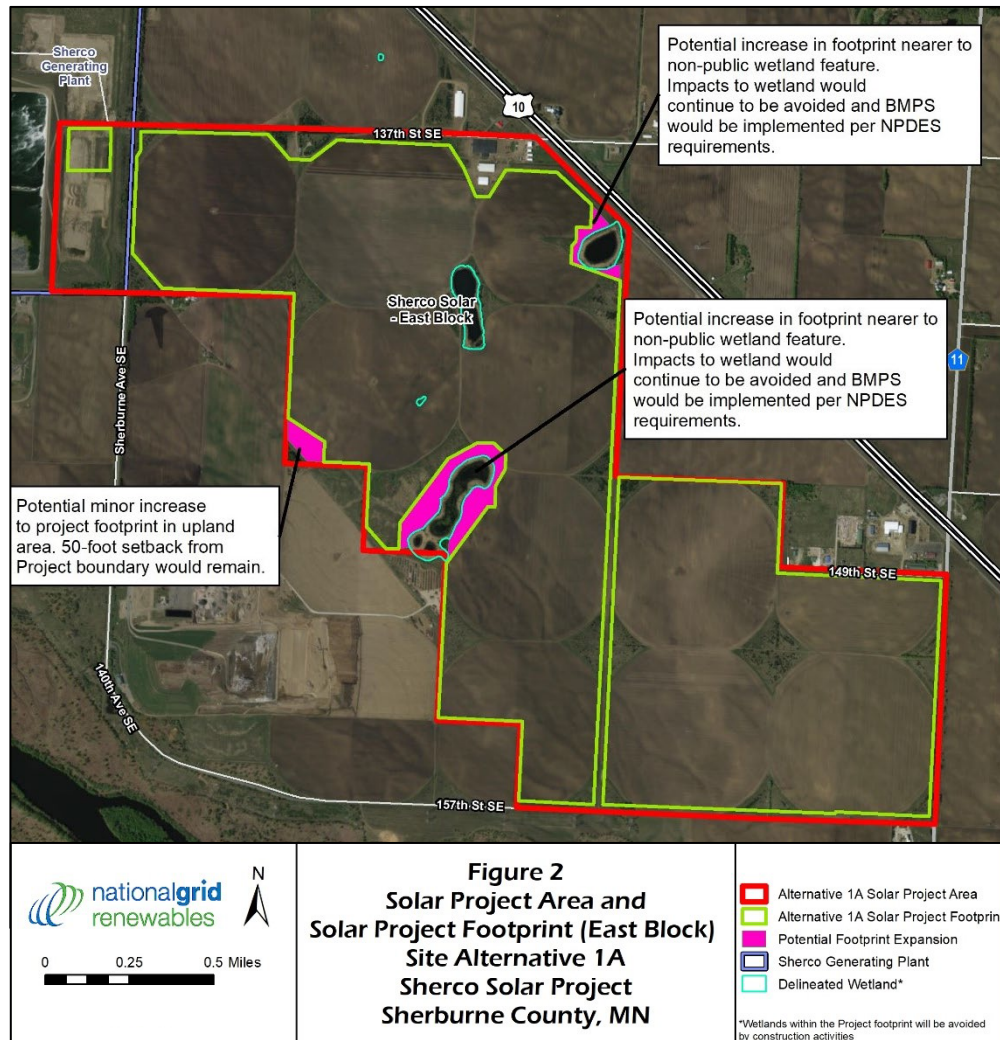 Sherco
Generating
Plant
Potential increase in footprint nearer to
non-public wetland feature.
Impacts to wetland would
continue to be avoided and BMPS
would be implemented per NPDES
requirements.
10
137th St SE
Sherco Solar
- East Block
Potential increase in footprint nearer to
non-public wetland feature.
Impacts to wetland would
continue to be avoided and BMPS
would be implemented per NPDES
requirements.
11
Sherburne Ave SE
Potential minor increase
to project footprint in upland
area. 50-foot setback from
Project boundary would remain.
149th St SE
140th Ave SE
157th St SE
nationalgrid
renewables
N
0 0.25 0.5 Miles
Figure 2
Solar Project Area and
Solar Project Footprint (East Block)
Site Alternative 1A
Sherco Solar Project
Sherburne County, MN
Alternative 1A Solar Project Area
Alternative 1A Solar Project Footprin
Potential Footprint Expansion
Sherco Generating Plant
Delineated Wetland*
*Wetlands within the Project footprint will be avoided
by construction activities